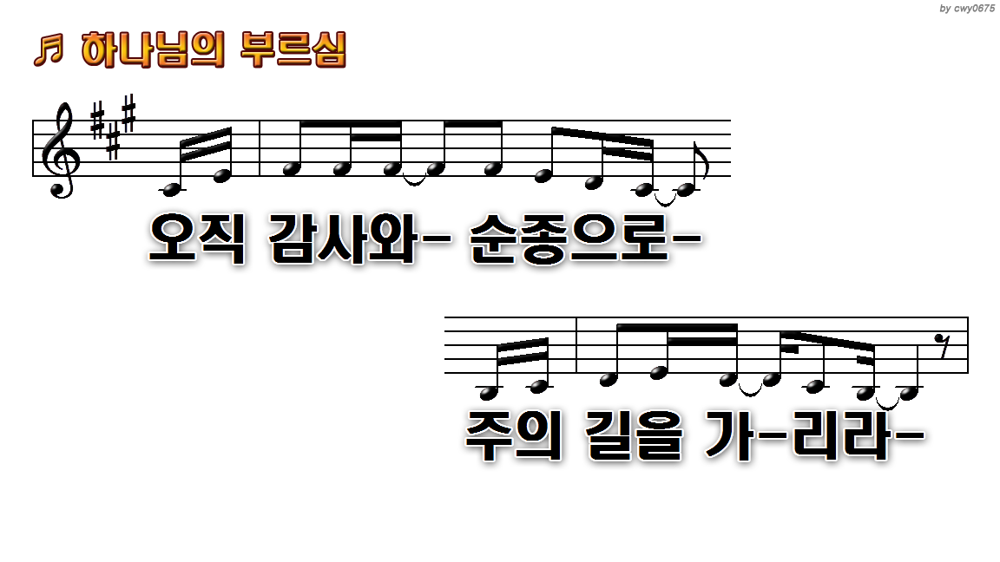 by cwy0675
♬ 하나님의 부르심
오직 감사와- 순종으로-
주의 길을 가-리라-